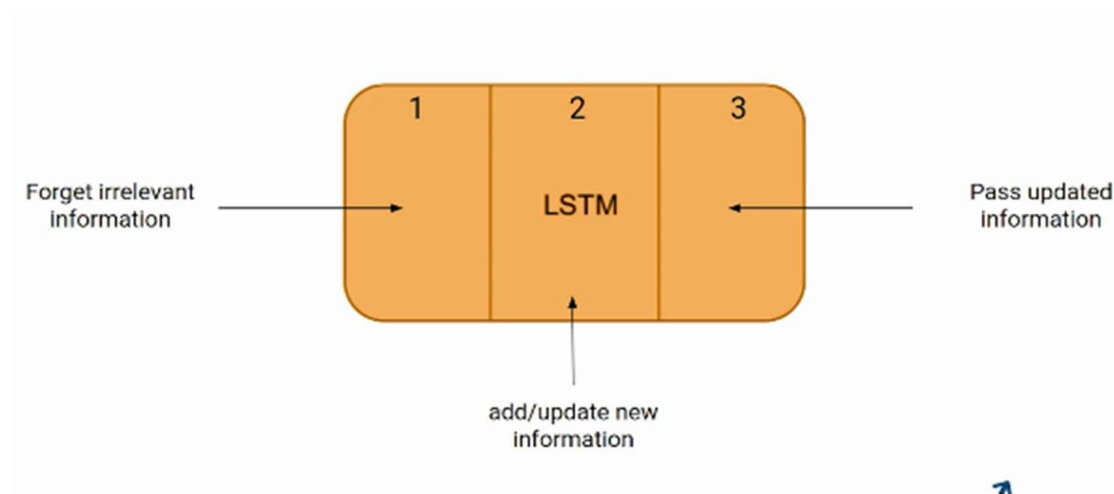 1
2
3
LSTM
Forget irrelevant
information
Pass updated
information
add/update new
information